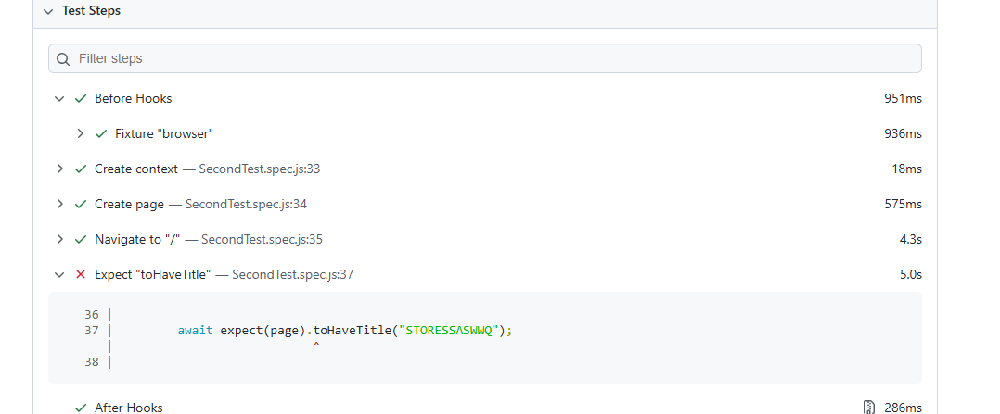 Test Steps
Filter steps
Before Hooks 951ms
Fixture "browser" 936ms
Create context — SecondTest.spec.js:33 18ms
Create page — SecondTest.spec.js:34 575ms
Navigate to "/" — SecondTest.spec.js:35 4.3s
Expect "toHaveTitle" — SecondTest.spec.js:37 5.0s
36 |
37 | await expect(page).toHaveTitle("STORESSASWWQ");
| ^
38 |
After Hooks 286ms